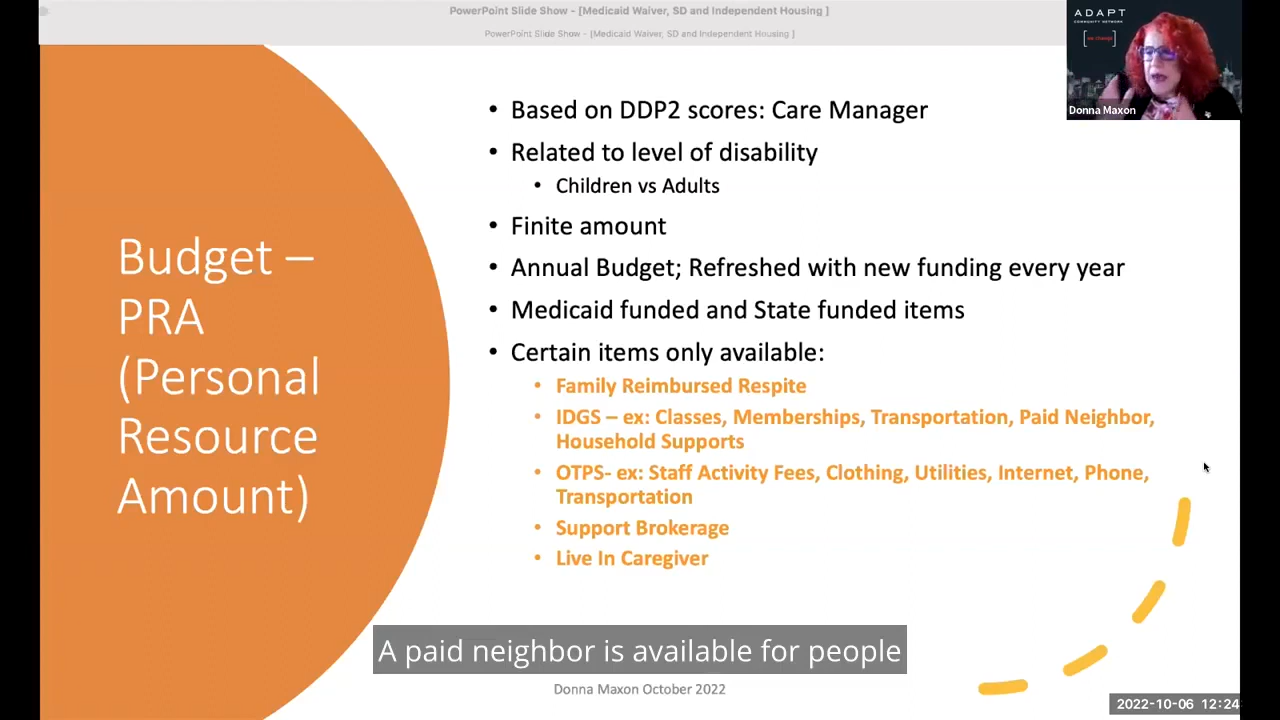 PowerPoint Slide Show - [Medicaid Waiver, SD and Independent Housing ]
PowerPoint Slide Show - [Medicaid Waiver, SD and Independent Housing ]
ADAPT
COMMUNITY NETWORK
[we change]
Donna Maxon
Budget –
PRA
(Personal
Resource
Amount)
• Based on DDP2 scores: Care Manager
• Related to level of disability
• Children vs Adults
• Finite amount
• Annual Budget; Refreshed with new funding every year
• Medicaid funded and State funded items
• Certain items only available:
• Family Reimbursed Respite
• IDGS – ex: Classes, Memberships, Transportation, Paid Neighbor,
Household Supports
• OTPS- ex: Staff Activity Fees, Clothing, Utilities, Internet, Phone,
Transportation
• Support Brokerage
• Live In Caregiver
A paid neighbor is available for people
Donna Maxon October 2022
2022-10-06 12:24